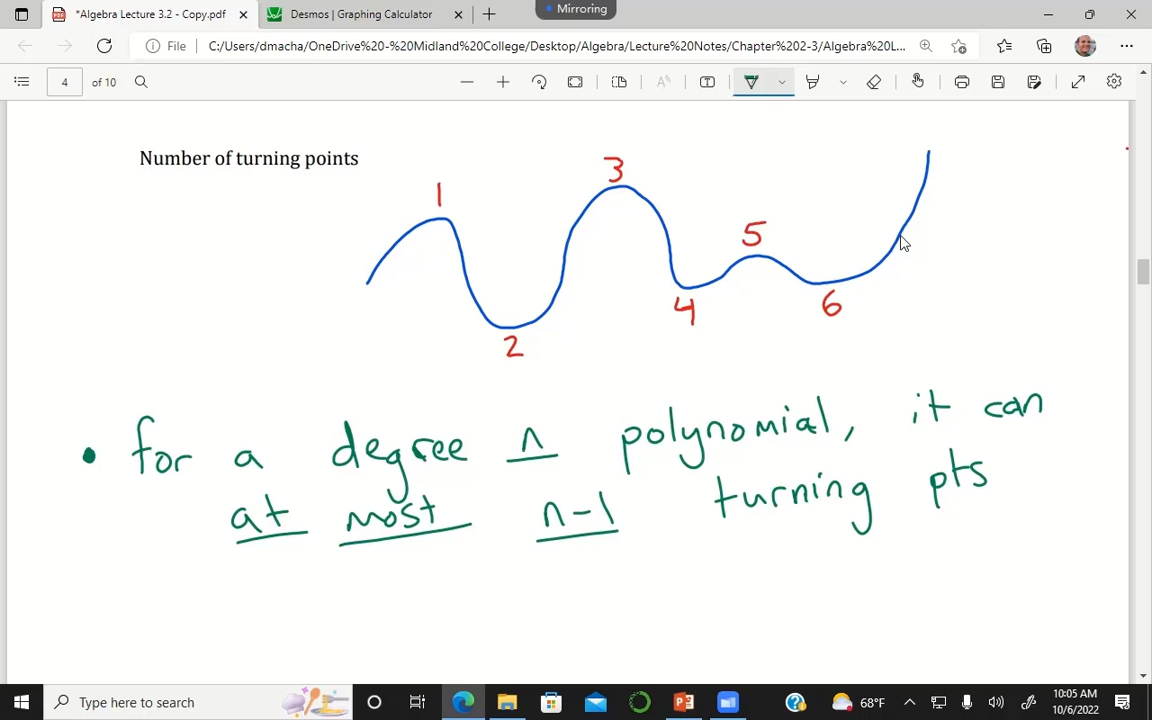 Mirroring
*Algebra Lecture 3.2 - Copy.pdf
Desmos | Graphing Calculator
File
C:/Users/dmacha/OneDrive%20-%20Midland%20College/Desktop/Algebra/Lecture%20Notes/Chapter%202-3/Algebra%20L...
4 of 10
Number of turning points
1
3
5
4
6
2
for a degree n polynomial, it can
at most n-1 turning pts
Type here to search
68°F
10:05 AM
10/6/2022